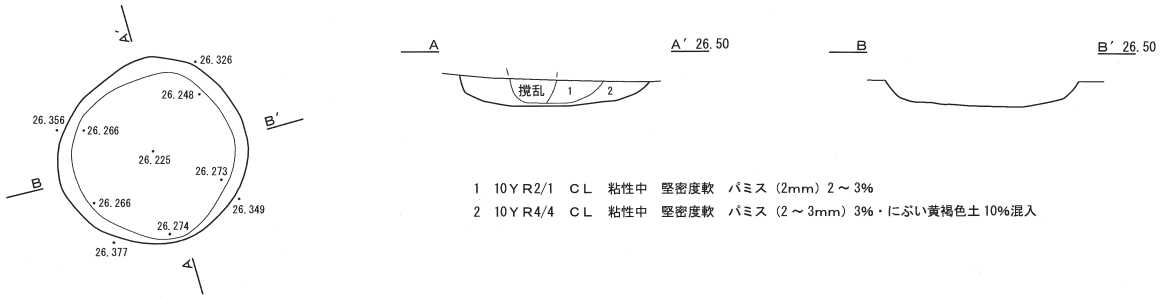 A′
26.326
26.248
26.356
26.266
B′
26.225
26.273
B
26.266
26.349
26.274
26.377
A
A A′ 26.50
撹乱 1 2
B B′ 26.50
1 10YR2/1 CL 粘性中 堅密度軟 パミス（2mm）2～3%
2 10YR4/4 CL 粘性中 堅密度軟 パミス（2～3mm）3%・にぶい黄褐色土10%混入